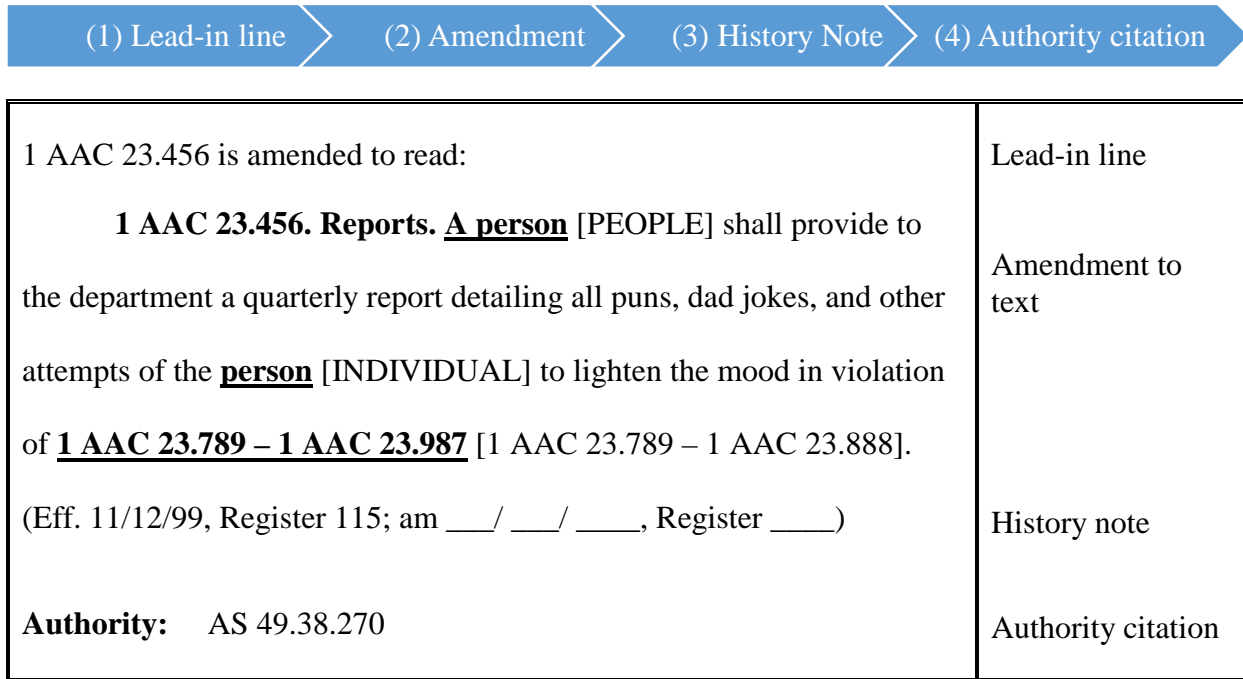 (1) Lead-in line (2) Amendment (3) History Note (4) Authority citation
1 AAC 23.456 is amended to read:
Lead-in line
1 AAC 23.456. Reports. A person [PEOPLE] shall provide to
the department a quarterly report detailing all puns, dad jokes, and other
attempts of the person [INDIVIDUAL] to lighten the mood in violation
of 1 AAC 23.789 – 1 AAC 23.987 [1 AAC 23.789 – 1 AAC 23.888].
Amendment to
text
(Eff. 11/12/99, Register 115; am ___/ ___/ ____, Register ____)
History note
Authority: AS 49.38.270
Authority citation